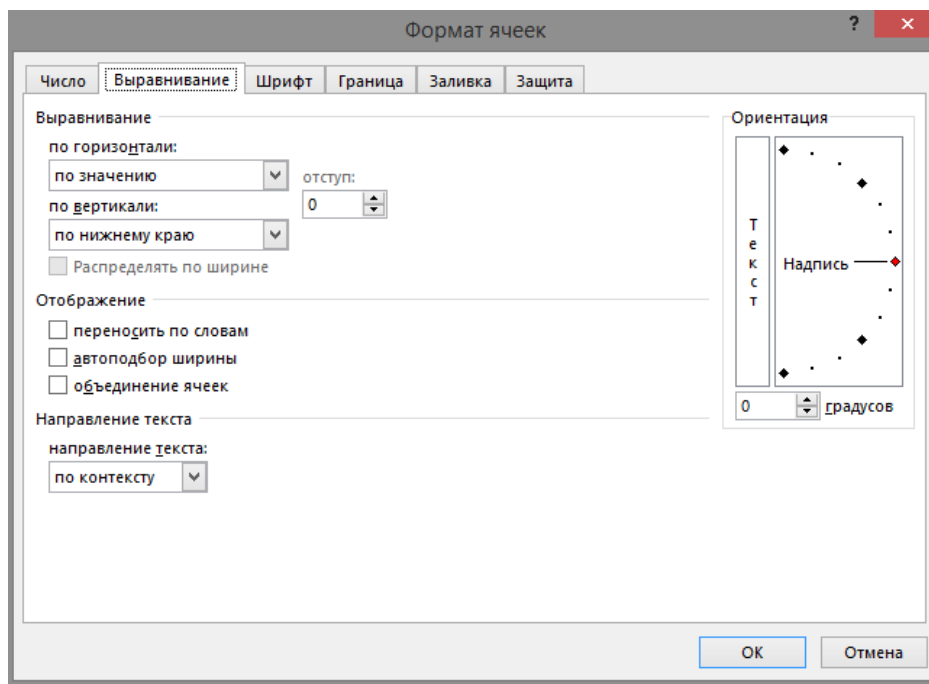 Формат ячеек ?
Число Выравнивание Шрифт Граница Заливка Защита
Выравнивание
по горизонтали:
по значению
отступ:
0
по вертикали:
по нижнему краю
Распределять по ширине
Отображение
переносить по словам
автоподбор ширины
объединение ячеек
Направление текста
направление текста:
по контексту
Ориентация
Текст
Надпись
0 градусов
ОК Отмена